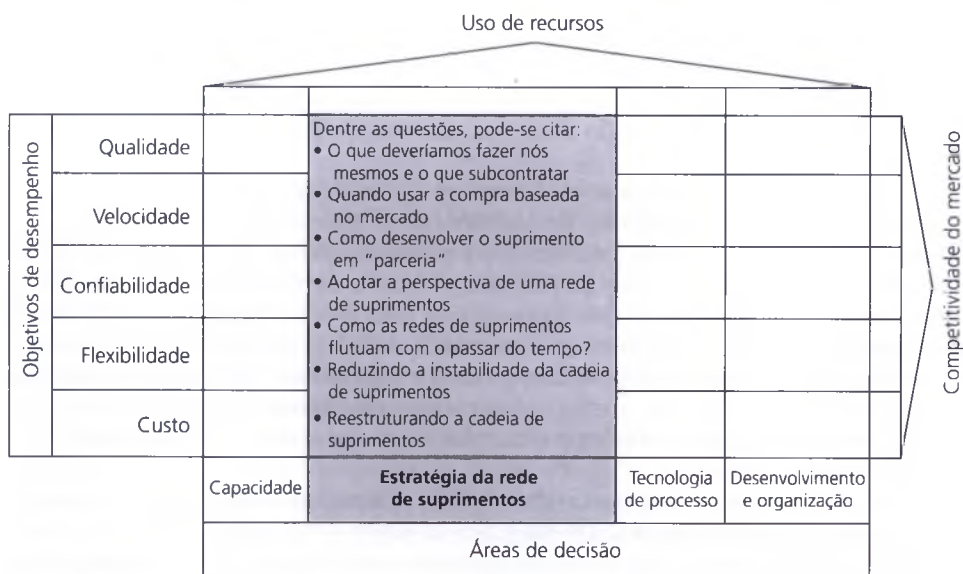 Uso de recursos
Objetivos de desempenho
Qualidade
Velocidade
Confiabilidade
Flexibilidade
Custo
Dentre as questões, pode-se citar:
• O que deveríamos fazer nós
mesmos e o que subcontratar
• Quando usar a compra baseada
no mercado
• Como desenvolver o suprimento
em "parceria"
• Adotar a perspectiva de uma rede
de suprimentos
• Como as redes de suprimentos
flutuam com o passar do tempo?
• Reduzindo a instabilidade da cadeia
de suprimentos
• Reestruturando a cadeia de
suprimentos
Competitividade do mercado
Capacidade
Estratégia da rede
de suprimentos
Tecnologia
de processo
Desenvolvimento
e organização
Áreas de decisão